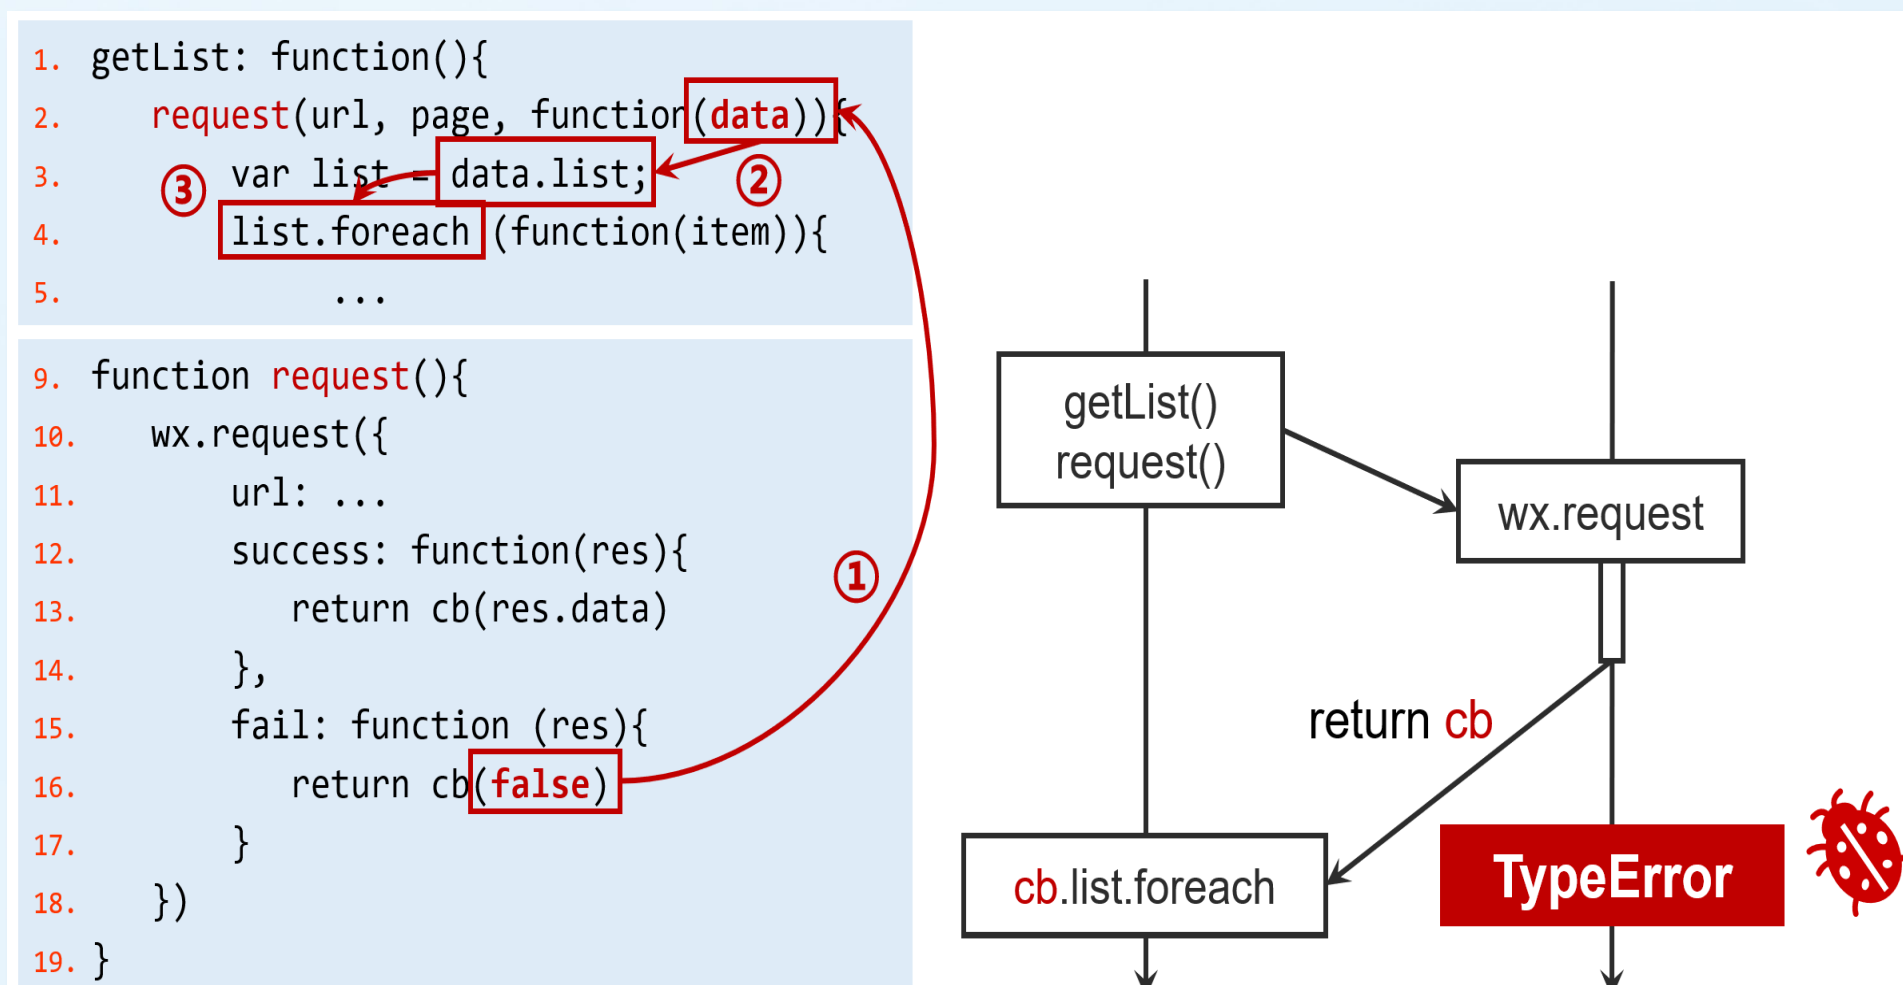 1. getList: function(){
2. request(url, page, function(data)){
3. var list = data.list;
4. list.foreach (function(item)){
5. ...
①
②
③
9. function request(){
10. wx.request({
11. url: ...
12. success: function(res){
13. return cb(res.data)
14. },
15. fail: function (res){
16. return cb(false)
17. }
18. })
19. }
getList()
request()
wx.request
return cb
cb.list.foreach
TypeError